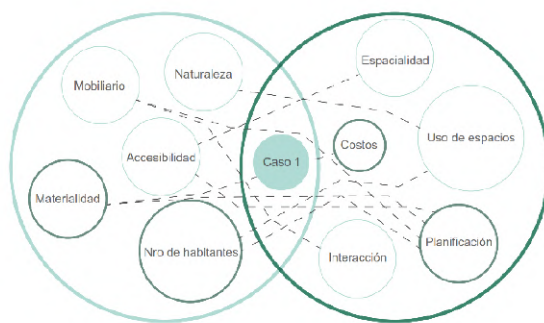 Mobiliario
Naturaleza
Espacialidad
Accesibilidad
Caso 1
Costos
Uso de espacios
Materialidad
Nro de habitantes
Interacción
Planificación